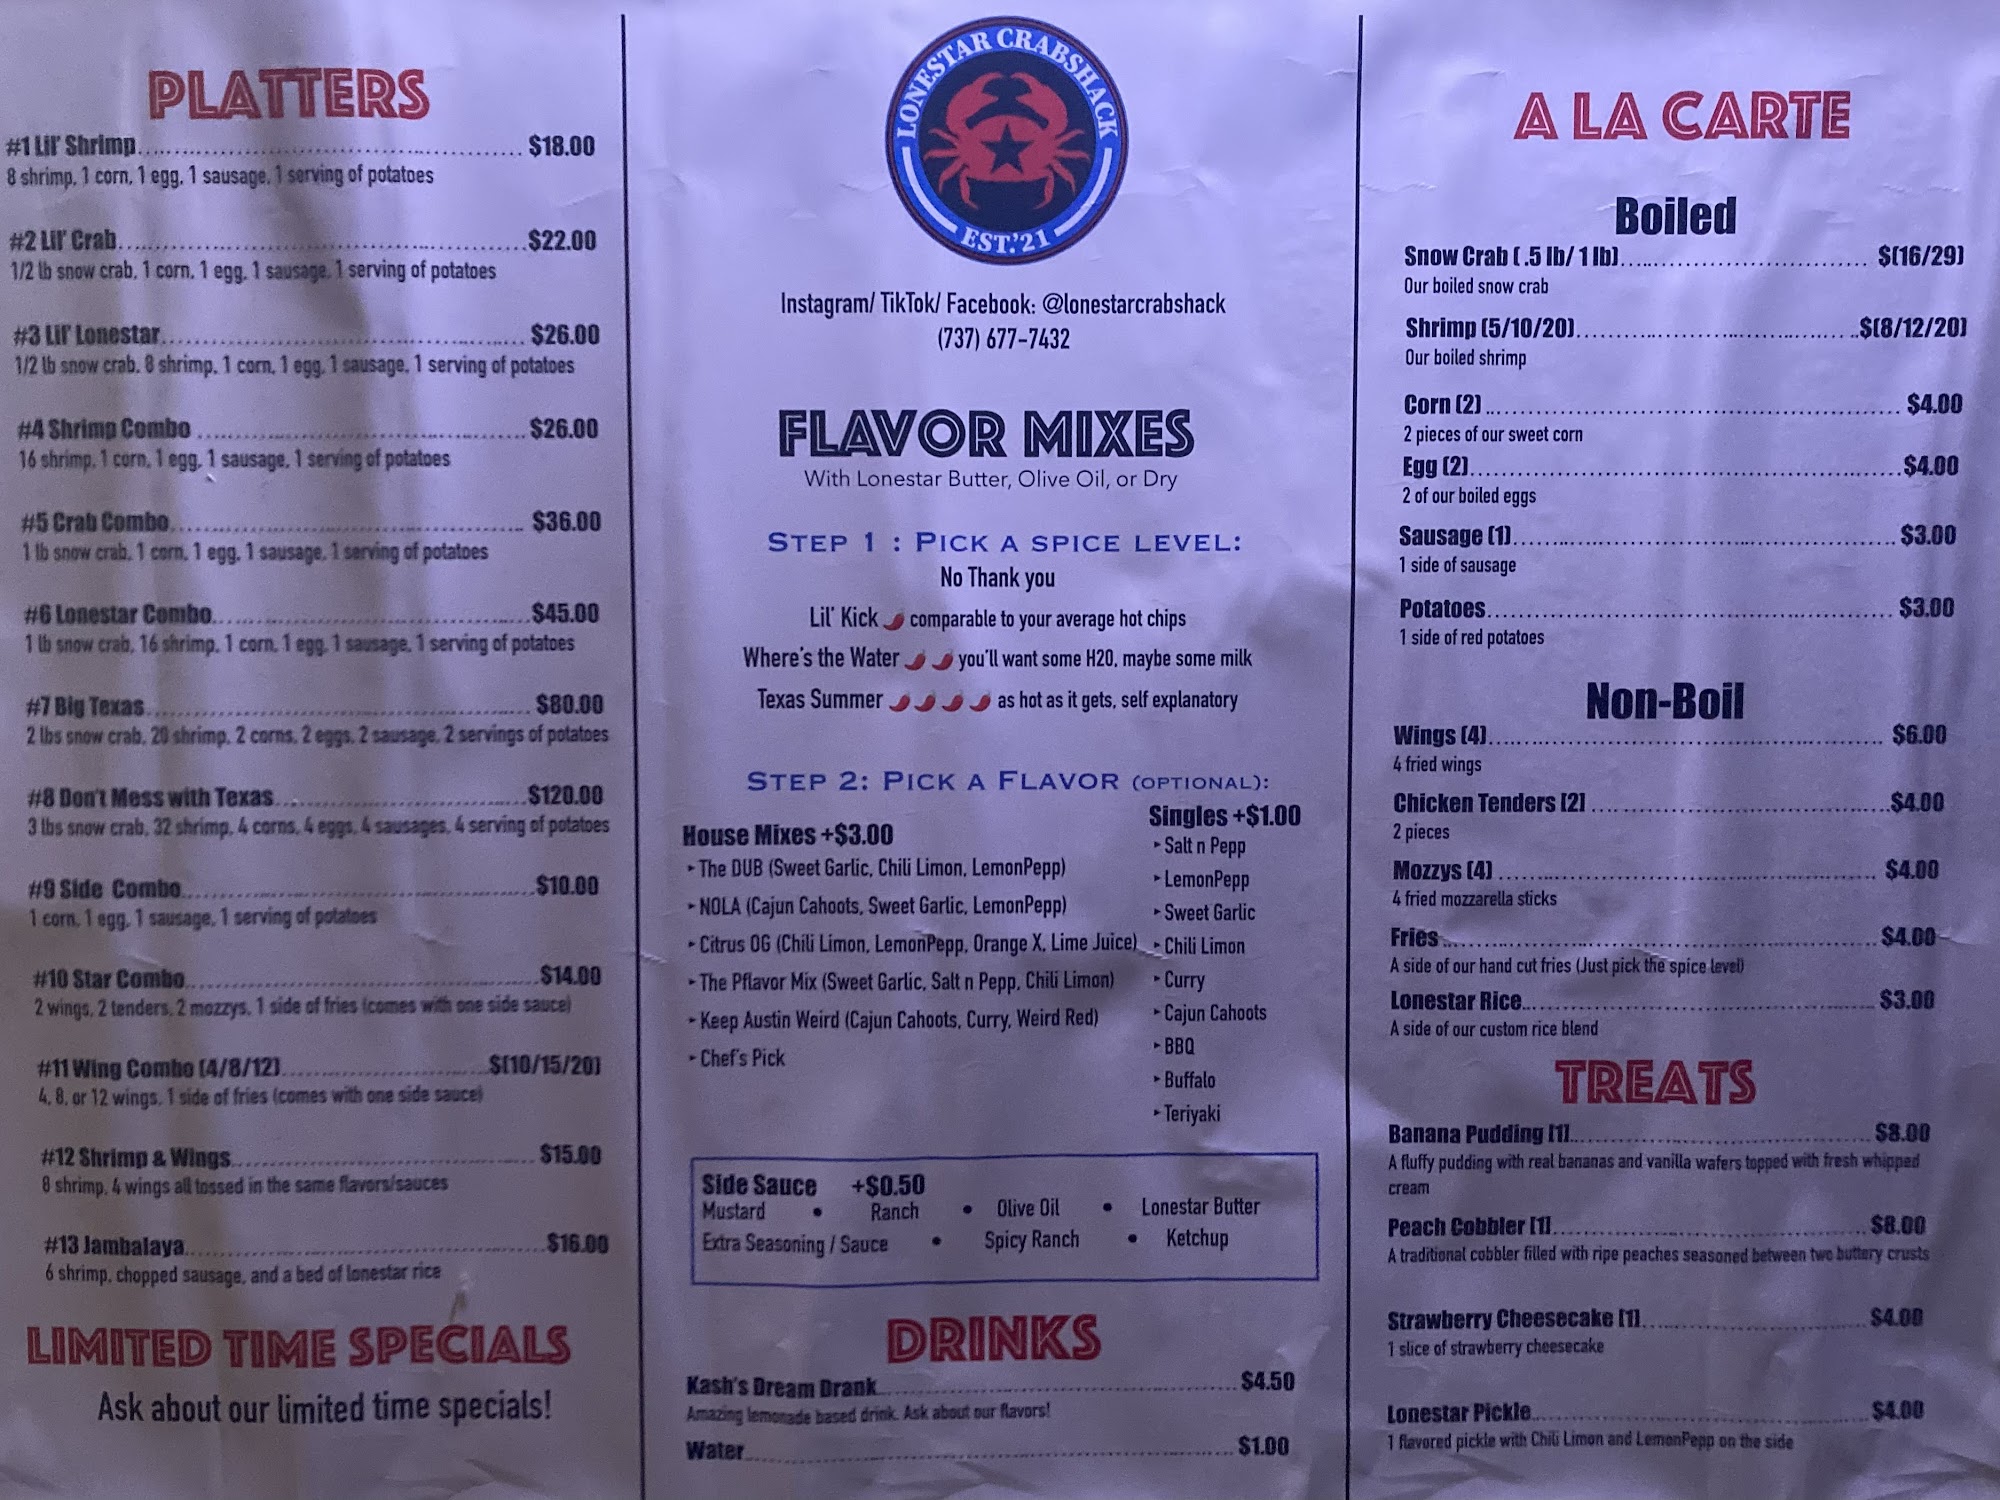 PLATTERS
#1 Lil' Shrimp.......................................................$18.00
8 shrimp, 1 corn, 1 egg, 1 sausage, 1 serving of potatoes
#2 Lil' Crab.......................................................$22.00
1/2 lb snow crab, 1 corn, 1 egg, 1 sausage, 1 serving of potatoes
#3 Lil' Lonestar.......................................................$26.00
1/2 lb snow crab, 8 shrimp, 1 corn, 1 egg, 1 sausage, 1 serving of potatoes
#4 Shrimp Combo.......................................................$26.00
16 shrimp, 1 corn, 1 egg, 1 sausage, 1 serving of potatoes
#5 Crab Combo.......................................................$36.00
1 lb snow crab, 1 corn, 1 egg, 1 sausage, 1 serving of potatoes
#6 Lonestar Combo.......................................................$45.00
1 lb snow crab, 16 shrimp, 1 corn, 1 egg, 1 sausage, 1 serving of potatoes
#7 Big Texas.......................................................$80.00
2 lbs snow crab, 20 shrimp, 2 corns, 2 eggs, 2 sausage, 2 servings of potatoes
#8 Don't Mess with Texas.......................................................$120.00
3 lbs snow crab, 32 shrimp, 4 corns, 4 eggs, 4 sausages, 4 serving of potatoes
#9 Side Combo.......................................................$10.00
1 corn, 1 egg, 1 sausage, 1 serving of potatoes
#10 Star Combo.......................................................$14.00
2 wings, 2 tenders, 2 mozzys, 1 side of fries (comes with one side sauce)
#11 Wing Combo (4/8/12).......................................................$(10/15/20)
4, 8, or 12 wings, 1 side of fries (comes with one side sauce)
#12 Shrimp & Wings.......................................................$15.00
8 shrimp, 4 wings all tossed in the same flavors/sauces
#13 Jambalaya.......................................................$16.00
6 shrimp, chopped sausage, and a bed of lonestar rice
LIMITED TIME SPECIALS
Ask about our limited time specials!
LONESTAR CRABSHACK
EST.'21
Instagram/ TikTok/ Facebook: @lonestarcrabshack
(737) 677-7432
FLAVOR MIXES
With Lonestar Butter, Olive Oil, or Dry
STEP 1 : PICK A SPICE LEVEL:
No Thank you
Lil' Kick 🌶 comparable to your average hot chips
Where's the Water 🌶🌶 you'll want some H20, maybe some milk
Texas Summer 🌶🌶🌶🌶 as hot as it gets, self explanatory
STEP 2: PICK A FLAVOR (OPTIONAL):
House Mixes +$3.00
▸ The DUB (Sweet Garlic, Chili Limon, LemonPepp)
▸ NOLA (Cajun Cahoots, Sweet Garlic, LemonPepp)
▸ Citrus OG (Chili Limon, LemonPepp, Orange X, Lime Juice)
▸ The Pflavor Mix (Sweet Garlic, Salt n Pepp, Chili Limon)
▸ Keep Austin Weird (Cajun Cahoots, Curry, Weird Red)
▸ Chef's Pick
Singles +$1.00
▸ Salt n Pepp
▸ LemonPepp
▸ Sweet Garlic
▸ Chili Limon
▸ Curry
▸ Cajun Cahoots
▸ BBQ
▸ Buffalo
▸ Teriyaki
Side Sauce +$0.50
Mustard • Ranch • Olive Oil • Lonestar Butter
Extra Seasoning / Sauce • Spicy Ranch • Ketchup
DRINKS
Kash's Dream Drank.......................................................$4.50
Amazing lemonade based drink. Ask about our flavors!
Water.......................................................$1.00
A LA CARTE
Boiled
Snow Crab ( .5 lb/ 1 lb).......................................................$(16/29)
Our boiled snow crab
Shrimp (5/10/20).......................................................$(8/12/20)
Our boiled shrimp
Corn (2).......................................................$4.00
2 pieces of our sweet corn
Egg (2).......................................................$4.00
2 of our boiled eggs
Sausage (1).......................................................$3.00
1 side of sausage
Potatoes.......................................................$3.00
1 side of red potatoes
Non-Boil
Wings (4).......................................................$6.00
4 fried wings
Chicken Tenders (2).......................................................$4.00
2 pieces
Mozzys (4).......................................................$4.00
4 fried mozzarella sticks
Fries.......................................................$4.00
A side of our hand cut fries (Just pick the spice level)
Lonestar Rice.......................................................$3.00
A side of our custom rice blend
TREATS
Banana Pudding (1).......................................................$8.00
A fluffy pudding with real bananas and vanilla wafers topped with fresh whipped
cream
Peach Cobbler (1).......................................................$8.00
A traditional cobbler filled with ripe peaches seasoned between two buttery crusts
Strawberry Cheesecake (1).......................................................$4.00
1 slice of strawberry cheesecake
Lonestar Pickle.......................................................$4.00
1 flavored pickle with Chili Limon and LemonPepp on the side